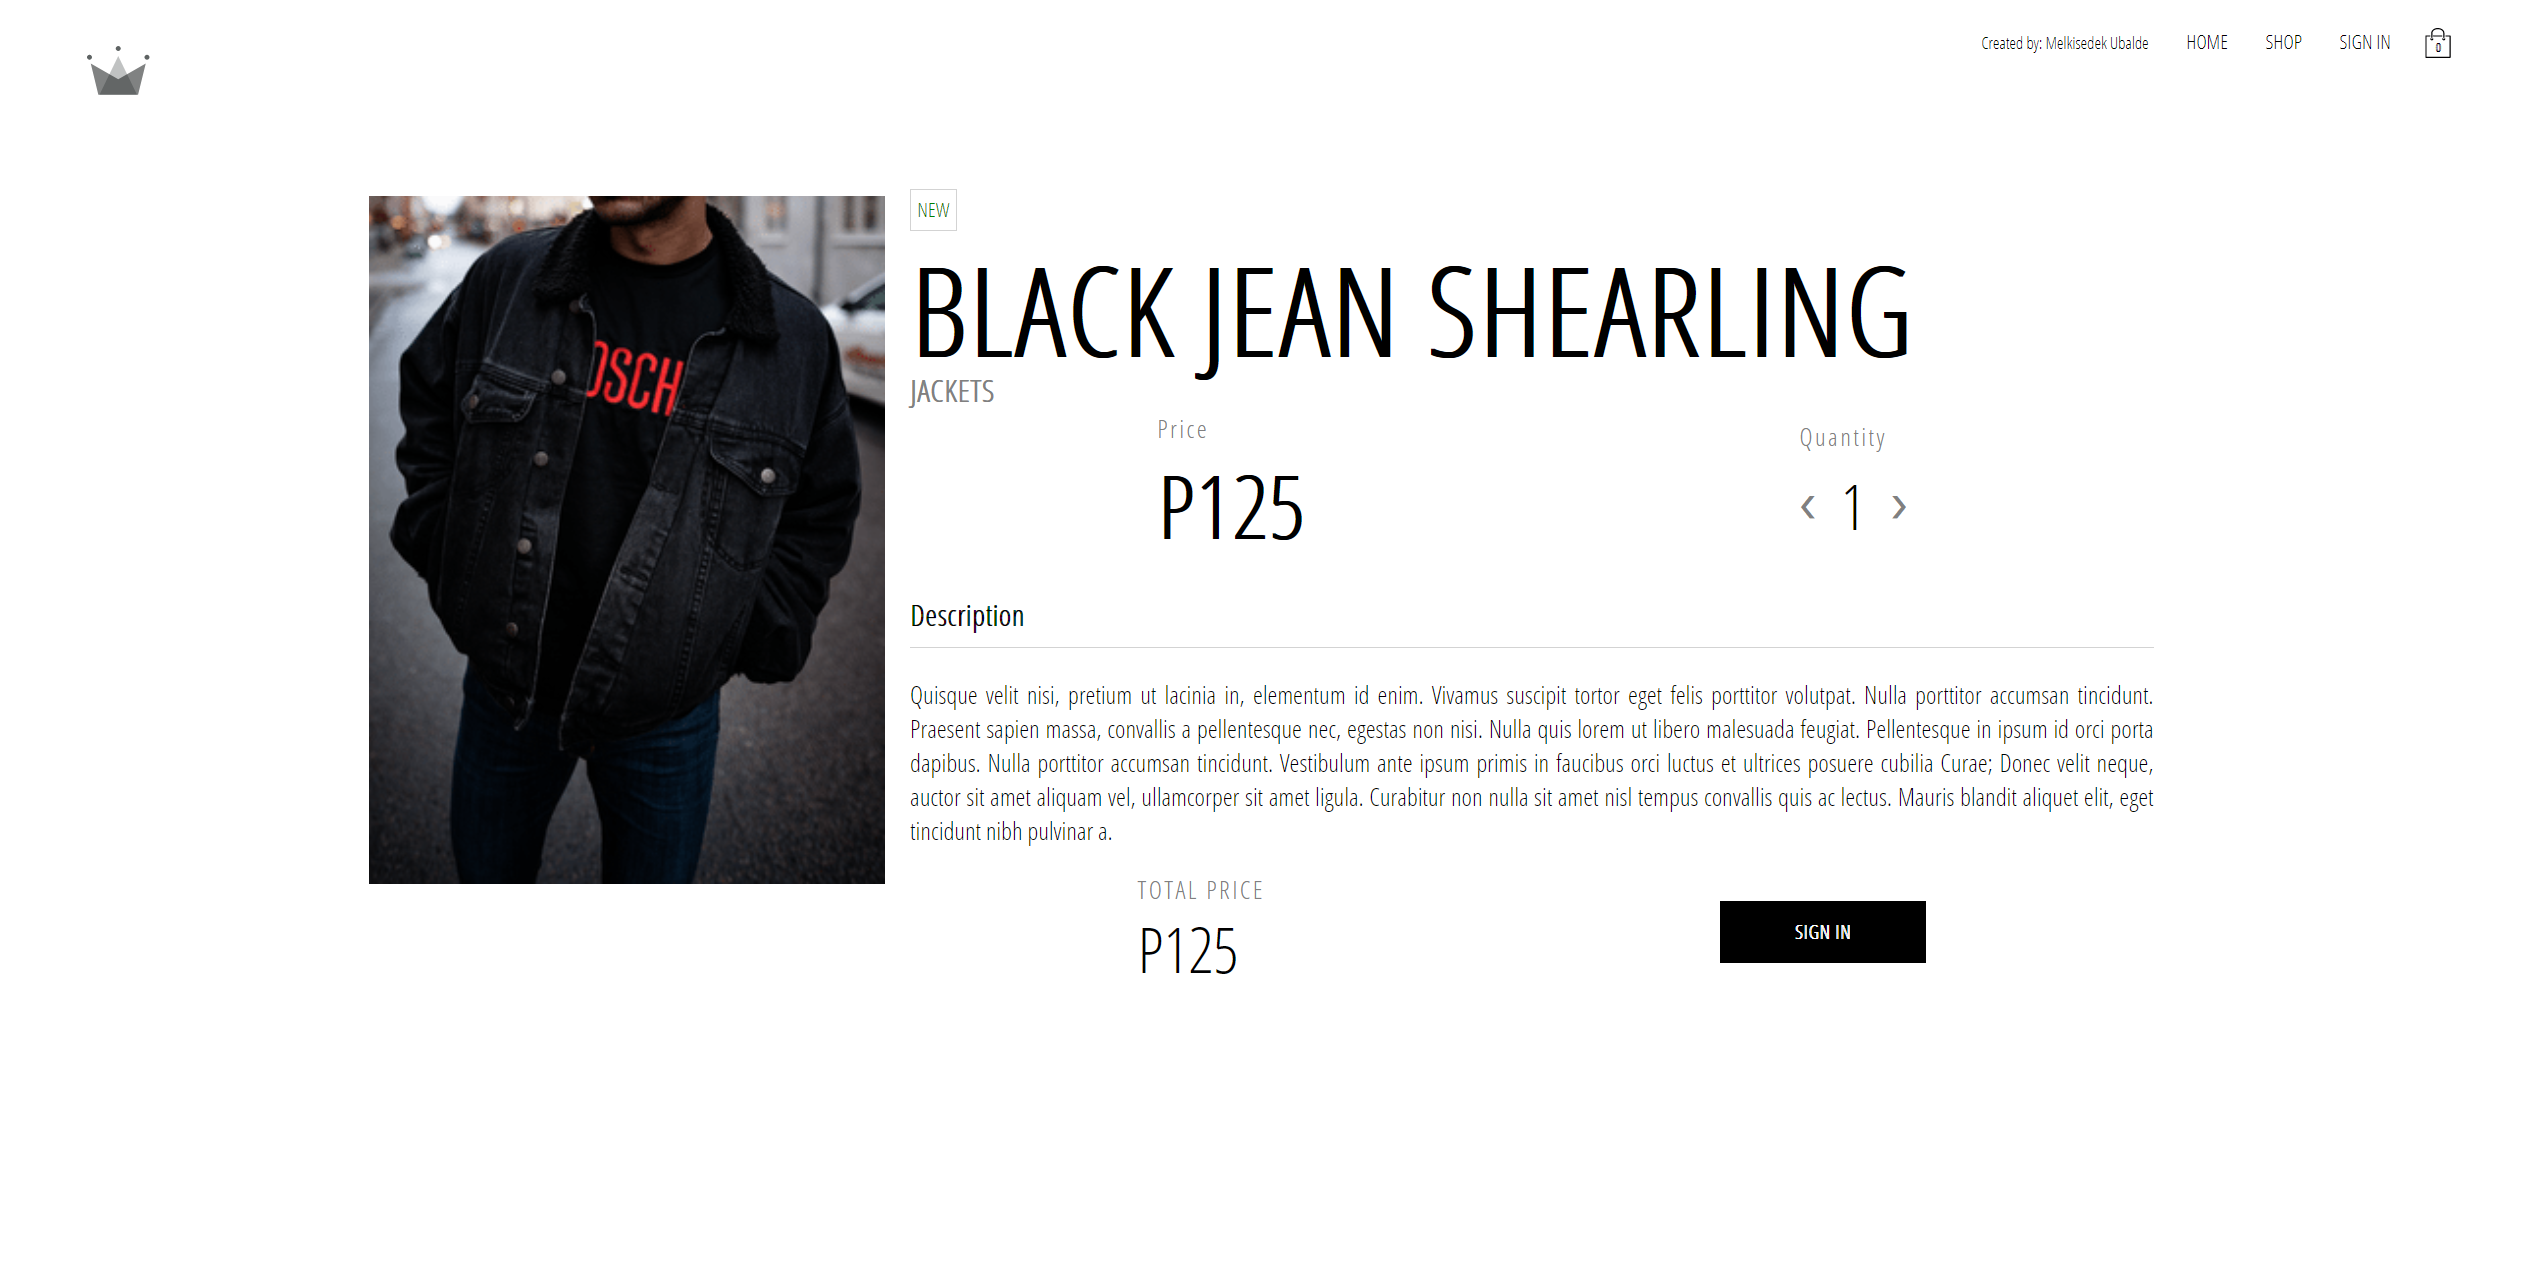 Created by: Melkisedek Ubalde HOME SHOP SIGN IN 0
NEW
BLACK JEAN SHEARLING
JACKETS
OSCH
Price
Quantity
P125
‹ 1 ›
Description
Quisque velit nisi, pretium ut lacinia in, elementum id enim. Vivamus suscipit tortor eget felis porttitor volutpat. Nulla porttitor accumsan tincidunt.
Praesent sapien massa, convallis a pellentesque nec, egestas non nisi. Nulla quis lorem ut libero malesuada feugiat. Pellentesque in ipsum id orci porta
dapibus. Nulla porttitor accumsan tincidunt. Vestibulum ante ipsum primis in faucibus orci luctus et ultrices posuere cubilia Curae; Donec velit neque,
auctor sit amet aliquam vel, ullamcorper sit amet ligula. Curabitur non nulla sit amet nisl tempus convallis quis ac lectus. Mauris blandit aliquet elit, eget
tincidunt nibh pulvinar a.
TOTAL PRICE
P125
SIGN IN